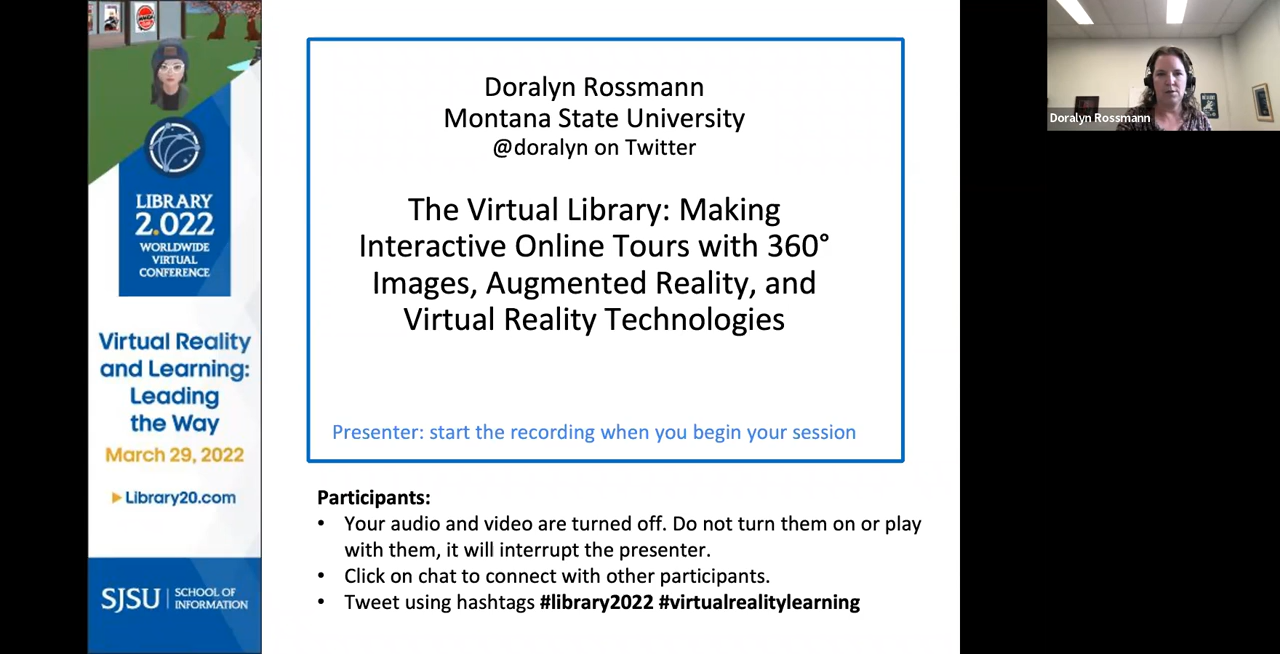 LIBRARY
2.022
WORLDWIDE
VIRTUAL
CONFERENCE
Virtual Reality
and Learning:
Leading
the Way
March 29, 2022
Library20.com
SJSU | SCHOOL OF
INFORMATION
Doralyn Rossmann
Montana State University
@doralyn on Twitter
The Virtual Library: Making
Interactive Online Tours with 360°
Images, Augmented Reality, and
Virtual Reality Technologies
Presenter: start the recording when you begin your session
Participants:
• Your audio and video are turned off. Do not turn them on or play
with them, it will interrupt the presenter.
• Click on chat to connect with other participants.
• Tweet using hashtags #library2022 #virtualrealitylearning
Doralyn Rossmann